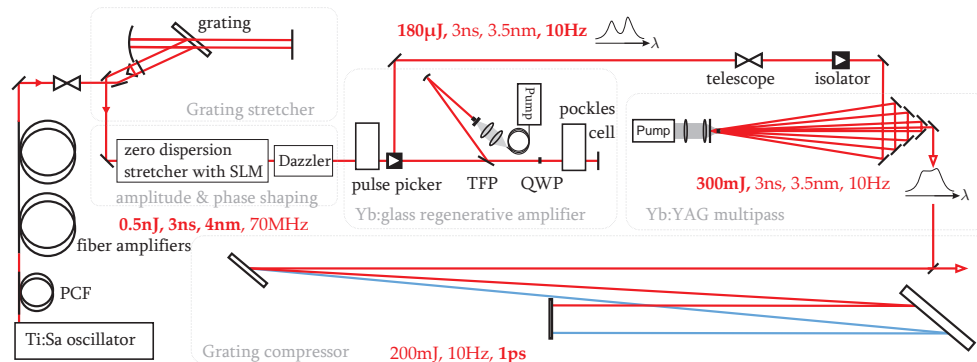 grating
Grating stretcher
zero dispersion
stretcher with SLM
Dazzler
amplitude & phase shaping
0.5nJ, 3ns, 4nm, 70MHz
fiber amplifiers
PCF
Ti:Sa oscillator
180µJ, 3ns, 3.5nm, 10Hz
λ
telescope
isolator
Pump
pockles
cell
pulse picker
TFP
QWP
Yb:glass regenerative amplifier
Pump
300mJ, 3ns, 3.5nm, 10Hz
λ
Yb:YAG multipass
Grating compressor
200mJ, 10Hz, 1ps